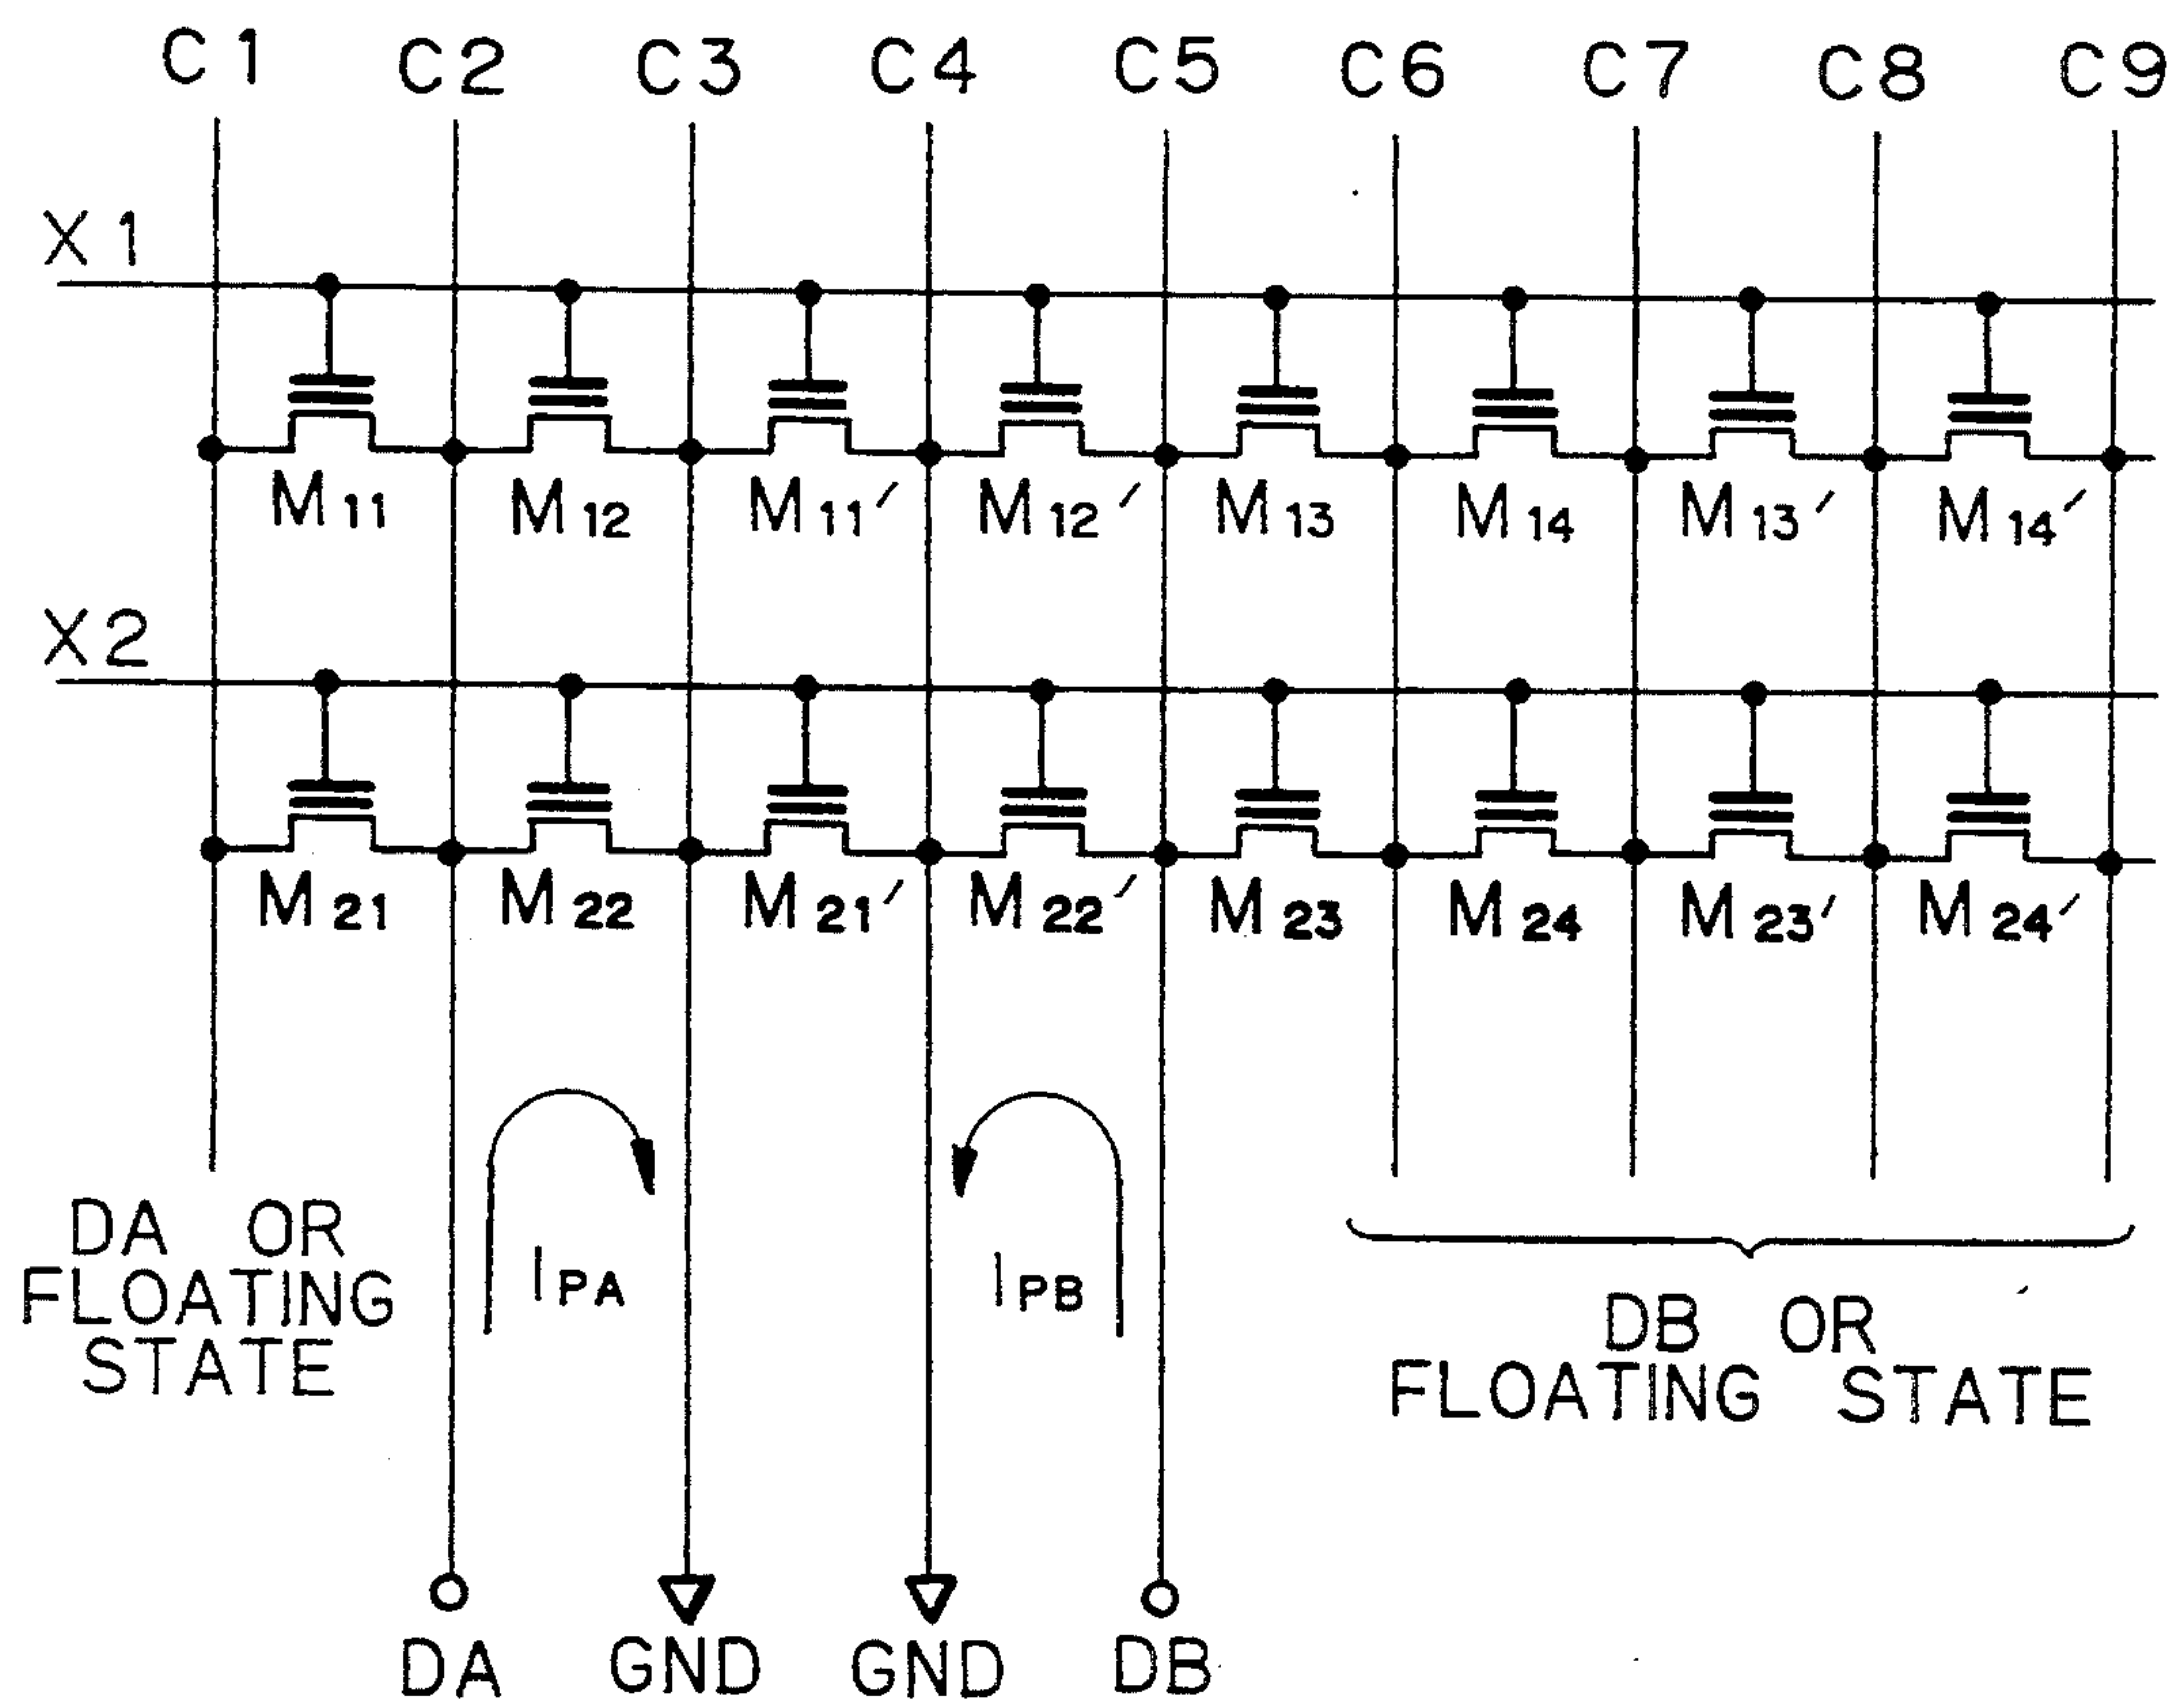 C1 C2 C3 C4 C5 C6 C7 C8 C9
X1
M11 M12 M11′ M12′ M13 M14 M13′ M14′
X2
M21 M22 M21′ M22′ M23 M24 M23′ M24′
DA OR
FLOATING
STATE
IPA
IPB
DB OR
FLOATING STATE
DA GND GND DB